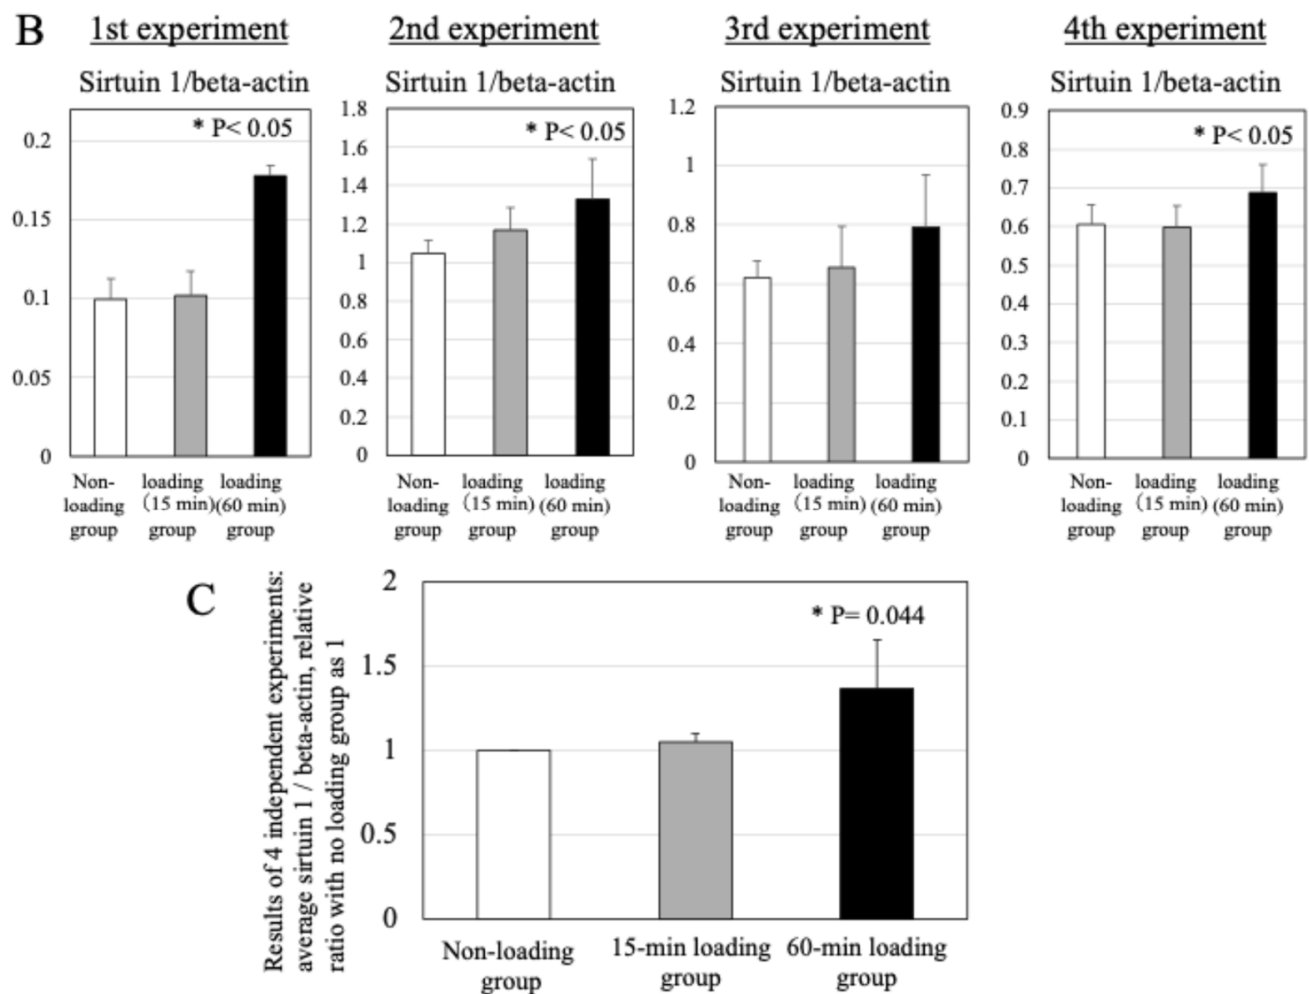 B
1st experiment
Sirtuin 1/beta-actin
* P< 0.05
0.2
0.15
0.1
0.05
0
Non-
loading
group
loading
(15 min)
group
loading
(60 min)
group
2nd experiment
Sirtuin 1/beta-actin
* P< 0.05
1.8
1.6
1.4
1.2
1
0.8
0.6
0.4
0.2
0
Non-
loading
group
loading
(15 min)
group
loading
(60 min)
group
3rd experiment
Sirtuin 1/beta-actin
1.2
1
0.8
0.6
0.4
0.2
0
Non-
loading
group
loading
(15 min)
group
loading
(60 min)
group
4th experiment
Sirtuin 1/beta-actin
* P< 0.05
0.9
0.8
0.7
0.6
0.5
0.4
0.3
0.2
0.1
0
Non-
loading
group
loading
(15 min)
group
loading
(60 min)
group
C
Results of 4 independent experiments:
average sirtuin 1 / beta-actin, relative
ratio with no loading group as 1
* P= 0.044
2
1.5
1
0.5
0
Non-loading
group
15-min loading
group
60-min loading
group